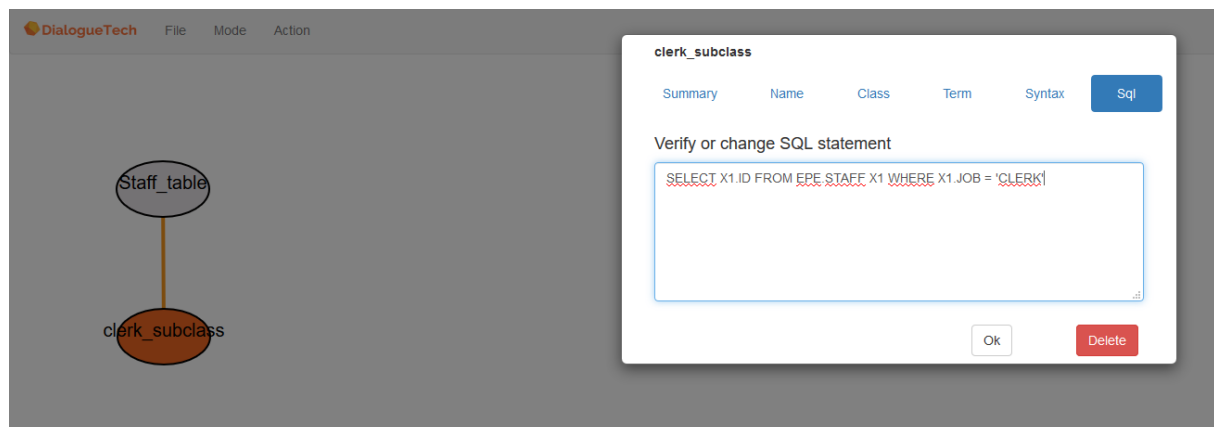 DialogueTech File Mode Action
clerk_subclass
Summary Name Class Term Syntax Sql
Verify or change SQL statement
SELECT X1.ID FROM EPE.STAFF X1 WHERE X1.JOB = 'CLERK'
Staff_table
clerk_subclass
Ok Delete